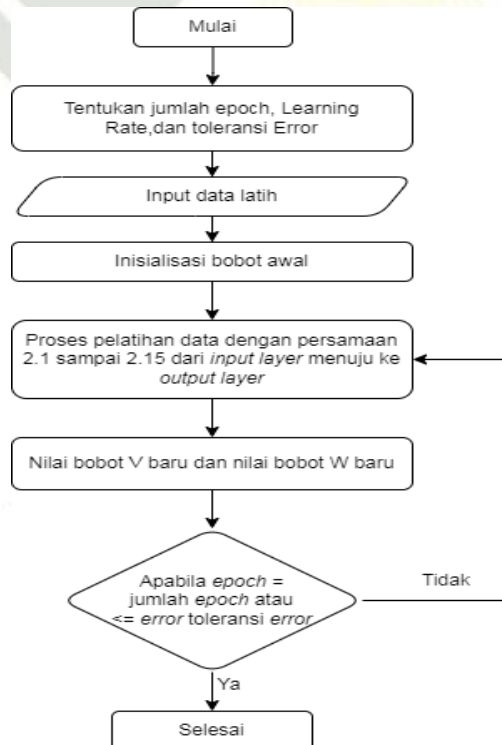 Mulai
Tentukan jumlah epoch, Learning
Rate,dan toleransi Error
Input data latih
Inisialisasi bobot awal
Proses pelatihan data dengan persamaan
2.1 sampai 2.15 dari input layer menuju ke
output layer
Nilai bobot V baru dan nilai bobot W baru
Apabila epoch =
jumlah epoch atau
<= error toleransi error
Tidak
Ya
Selesai